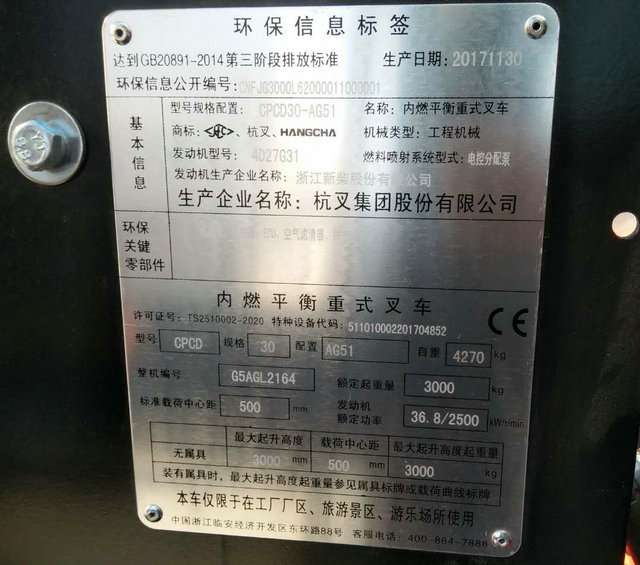 环保信息标签
达到GB20891-2014第三阶段排放标准 生产日期:20171130
环保信息公开编号:CNFJG3000L62000011000001
基本信息
型号规格配置: CPCD30-AG51 名称: 内燃平衡重式叉车
商标: HC、杭叉、HANGCHA 机械类型: 工程机械
发动机型号: 4D27G31 燃料喷射系统型式: 电控分配泵
发动机生产企业名称: 浙江新柴股份有限公司
生产企业名称: 杭叉集团股份有限公司
环保关键零部件
ECU、空气滤清器、
内燃平衡重式叉车
许可证号: TS2510002-2020 特种设备代码: 511010002201704852 CE
型号 CPCD 规格 30 配置 AG51 自重 4270 kg
整机编号 G5AGL2164 额定起重量 3000 kg
标准载荷中心距 500 mm 发动机额定功率 36.8/2500 kW/r/min
最大起升高度 载荷中心距 最大起升高度起重量
无属具 3000 mm 500 mm 3000 kg
装有属具时,最大起升高度起重量参见属具标牌或载荷曲线标牌
本车仅限于在工厂厂区、旅游景区、游乐场所使用
中国浙江临安经济开发区东环路88号 客服电话: 400-884-7888